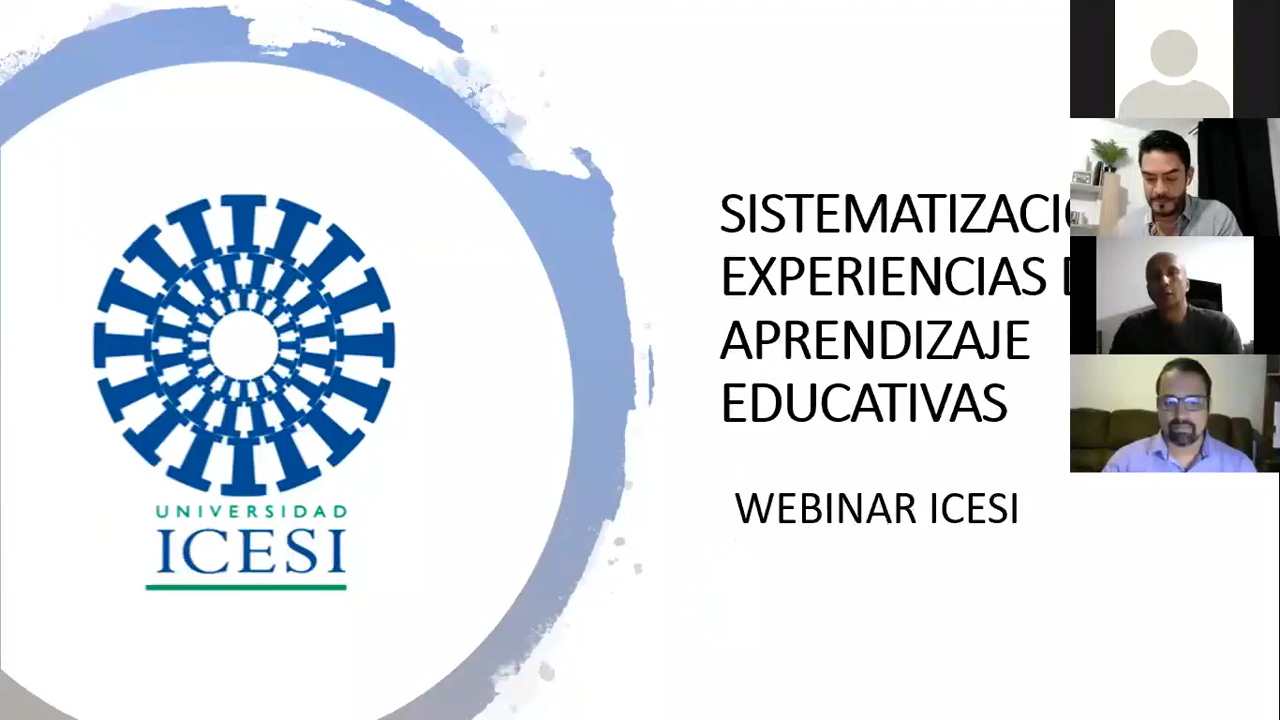 UNIVERSIDAD
ICESI
SISTEMATIZACI
EXPERIENCIAS
APRENDIZAJE
EDUCATIVAS
WEBINAR ICESI